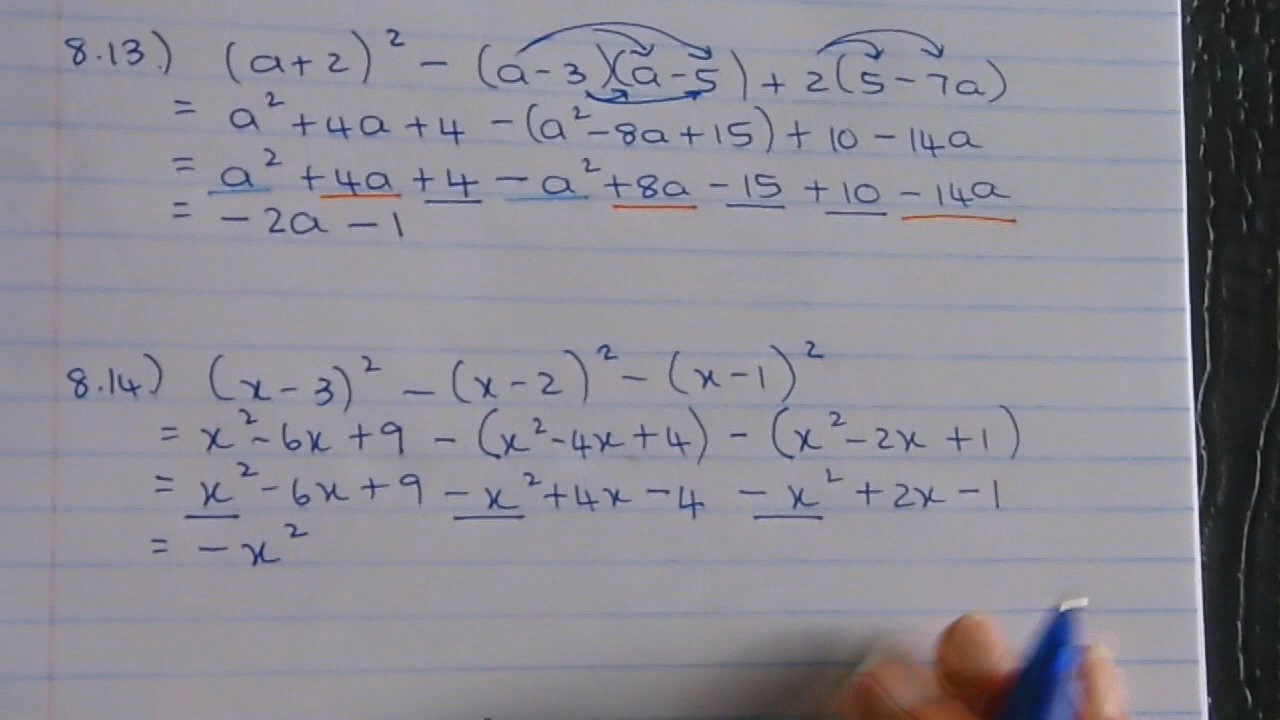 8.13.) (a+2)² - (a-3)(a-5) + 2(5-7a)
= a² + 4a + 4 - (a² - 8a + 15) + 10 - 14a
= a² + 4a + 4 - a² + 8a - 15 + 10 - 14a
= - 2a - 1
8.14.) (x-3)² - (x-2)² - (x-1)²
= x² - 6x + 9 - (x² - 4x + 4) - (x² - 2x + 1)
= x² - 6x + 9 - x² + 4x - 4 - x² + 2x - 1
= - x²